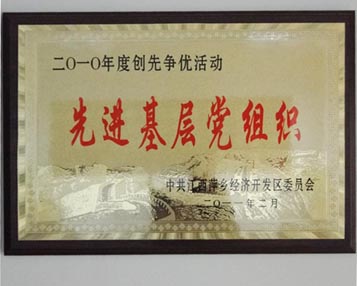 二〇一〇年度创先争优活动
先进基层党组织
中共江西萍乡经济开发区委员会
二〇一一年二月